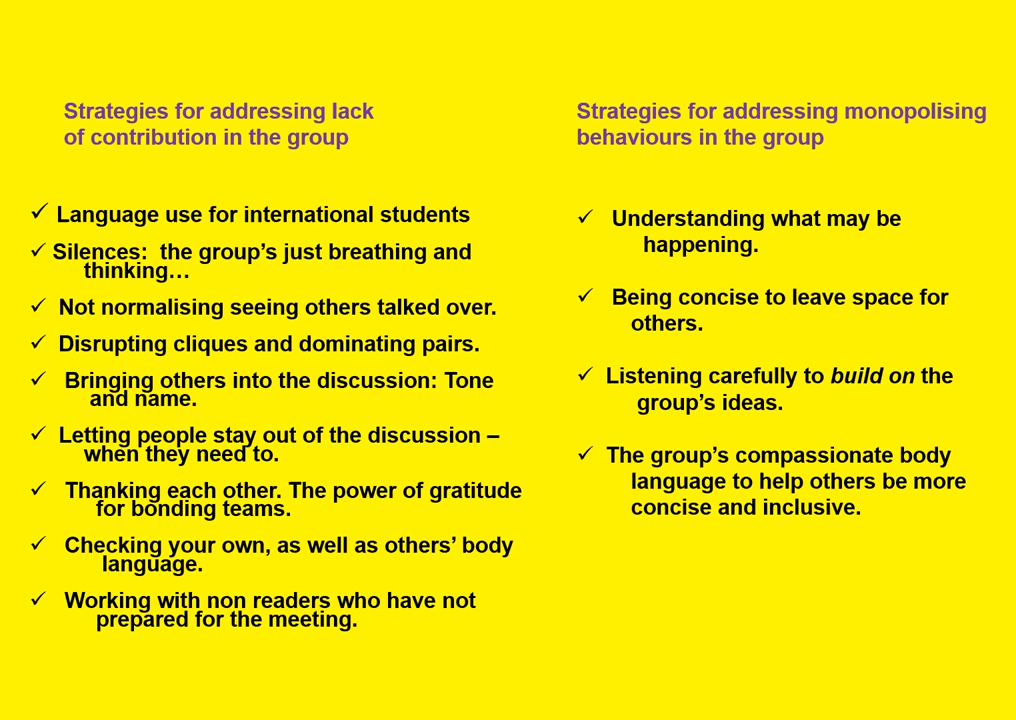 Strategies for addressing lack
of contribution in the group
✓ Language use for international students
✓ Silences:  the group’s just breathing and
thinking…
✓ Not normalising seeing others talked over.
✓ Disrupting cliques and dominating pairs.
✓ Bringing others into the discussion: Tone
and name.
✓ Letting people stay out of the discussion –
when they need to.
✓ Thanking each other. The power of gratitude
for bonding teams.
✓ Checking your own, as well as others’ body
language.
✓ Working with non readers who have not
prepared for the meeting.
Strategies for addressing monopolising
behaviours in the group
✓ Understanding what may be
happening.
✓ Being concise to leave space for
others.
✓ Listening carefully to build on the
group’s ideas.
✓ The group’s compassionate body
language to help others be more
concise and inclusive.